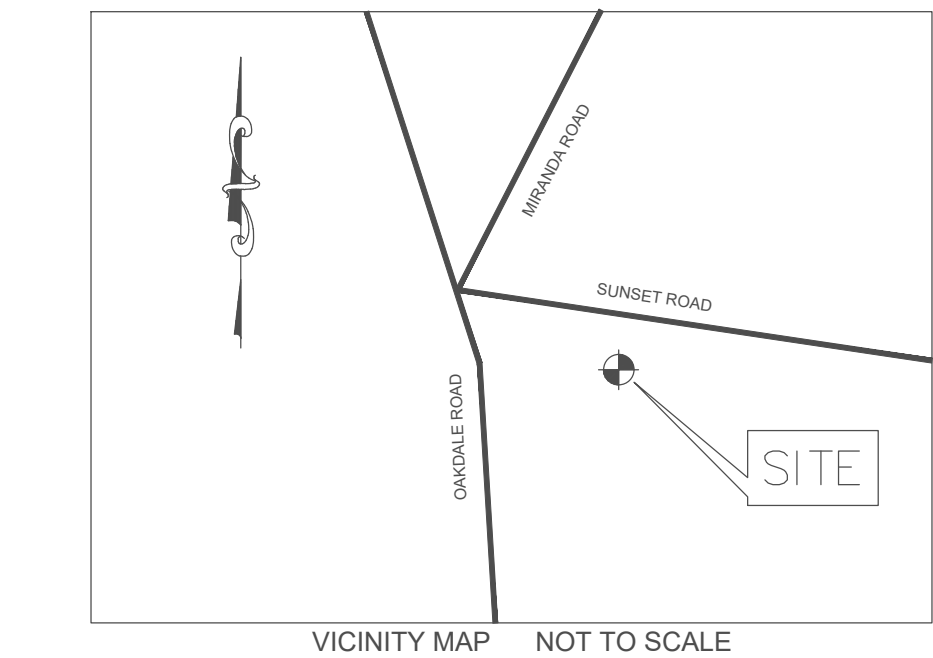 MIRANDA ROAD
SUNSET ROAD
OAKDALE ROAD
SITE
VICINITY MAP NOT TO SCALE